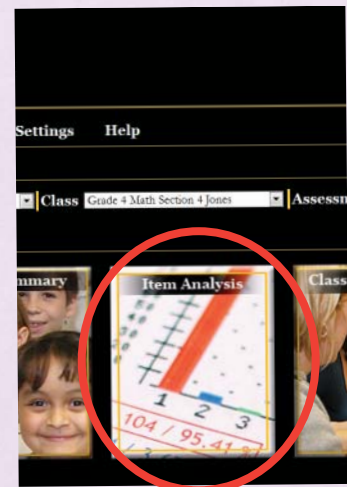 Settings Help
Class Grade 4 Math Section 4 Jones Assessm
mmary Item Analysis Class
1 2 3
104 / 95.41